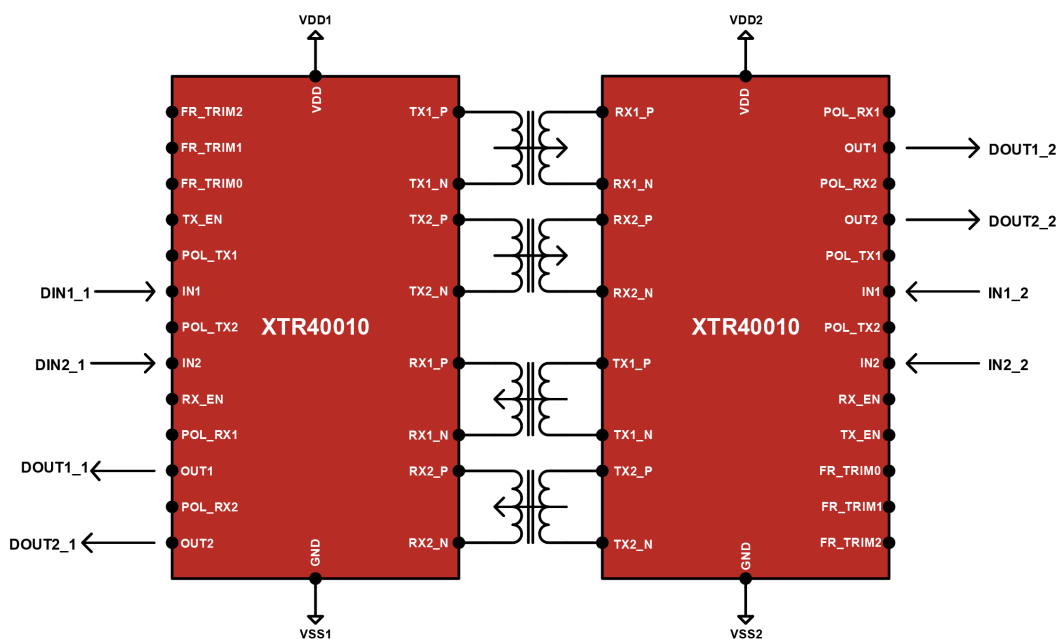 VDD1
VDD2
VDD
VDD
FR_TRIM2
TX1_P
RX1_P
POL_RX1
FR_TRIM1
OUT1
DOUT1_2
FR_TRIM0
TX1_N
RX1_N
POL_RX2
TX_EN
TX2_P
RX2_P
OUT2
DOUT2_2
POL_TX1
POL_TX1
DIN1_1
IN1
TX2_N
RX2_N
IN1
IN1_2
POL_TX2
XTR40010
XTR40010
POL_TX2
DIN2_1
IN2
RX1_P
TX1_P
IN2
IN2_2
RX_EN
RX_EN
POL_RX1
RX1_N
TX1_N
TX_EN
DOUT1_1
OUT1
RX2_P
TX2_P
FR_TRIM0
POL_RX2
FR_TRIM1
DOUT2_1
OUT2
RX2_N
TX2_N
FR_TRIM2
GND
GND
VSS1
VSS2